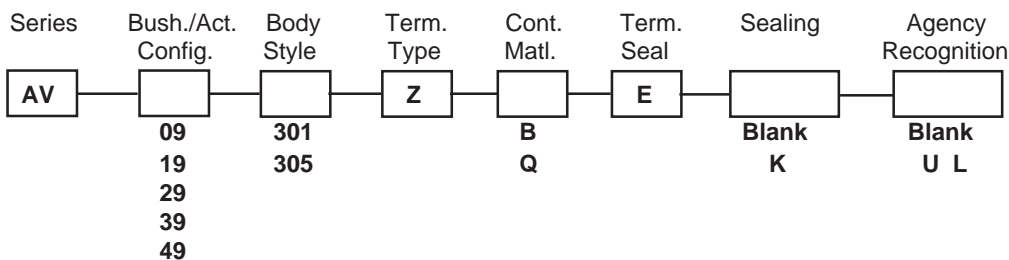 Series Bush./Act. Body Term. Cont. Term. Sealing Agency
Config. Style Type Matl. Seal Recognition
AV Z E
09 301 B Blank Blank
19 305 Q K U L
29
39
49